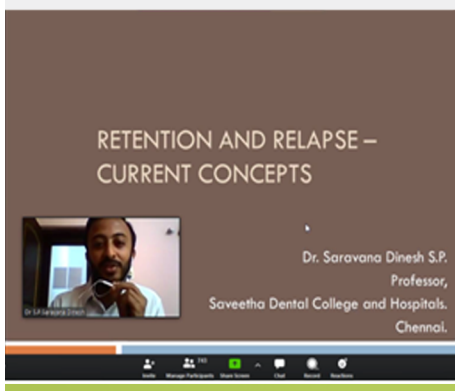 RETENTION AND RELAPSE –
CURRENT CONCEPTS
Dr. Saravana Dinesh S.P.
Professor,
Saveetha Dental College and Hospitals.
Chennai.
Dr S.P Saravana Dinesh
743
Invite Manage Participants Share Screen Chat Record Reactions